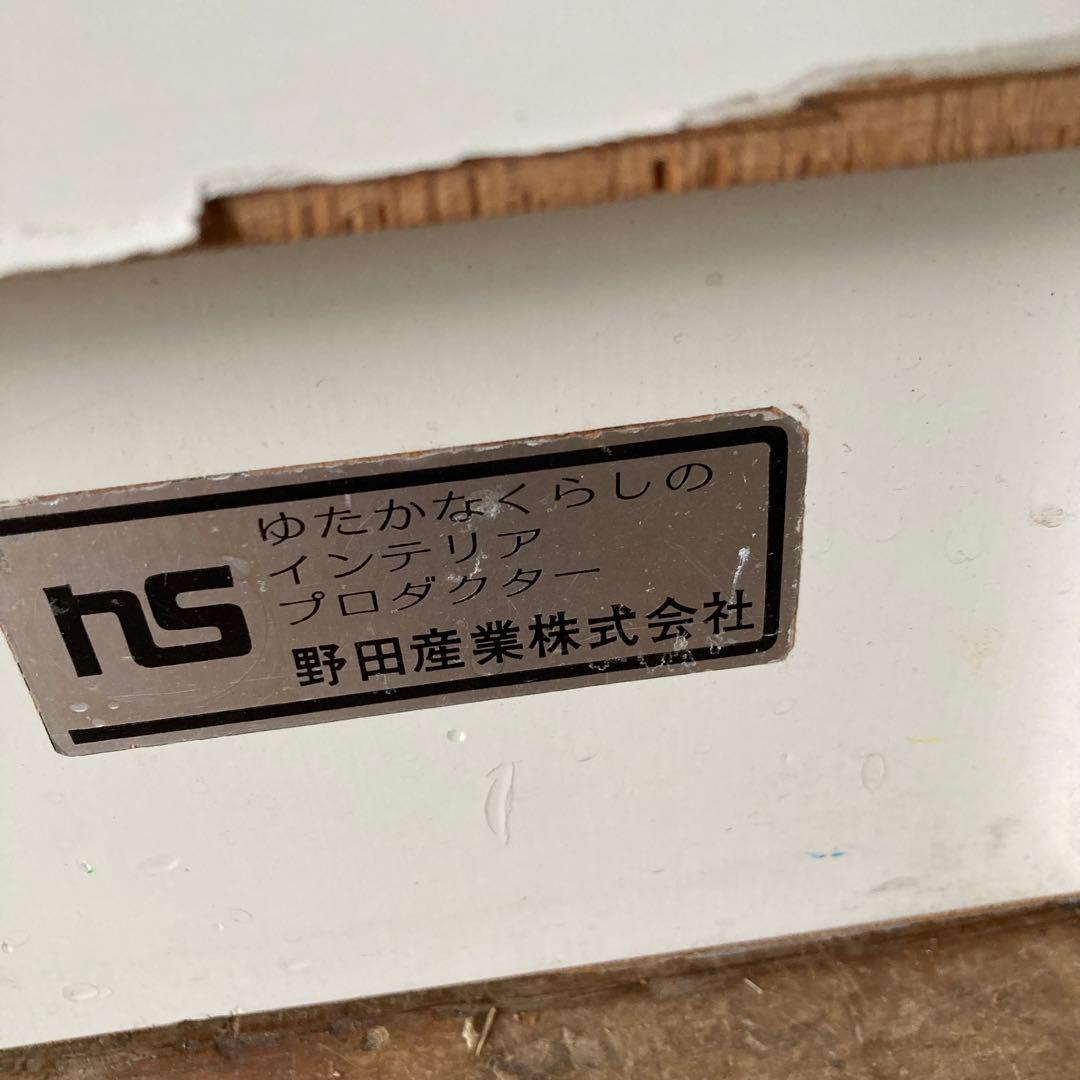 ゆたかなくらしの
インテリア
プロダクター
野田産業株式会社
ns